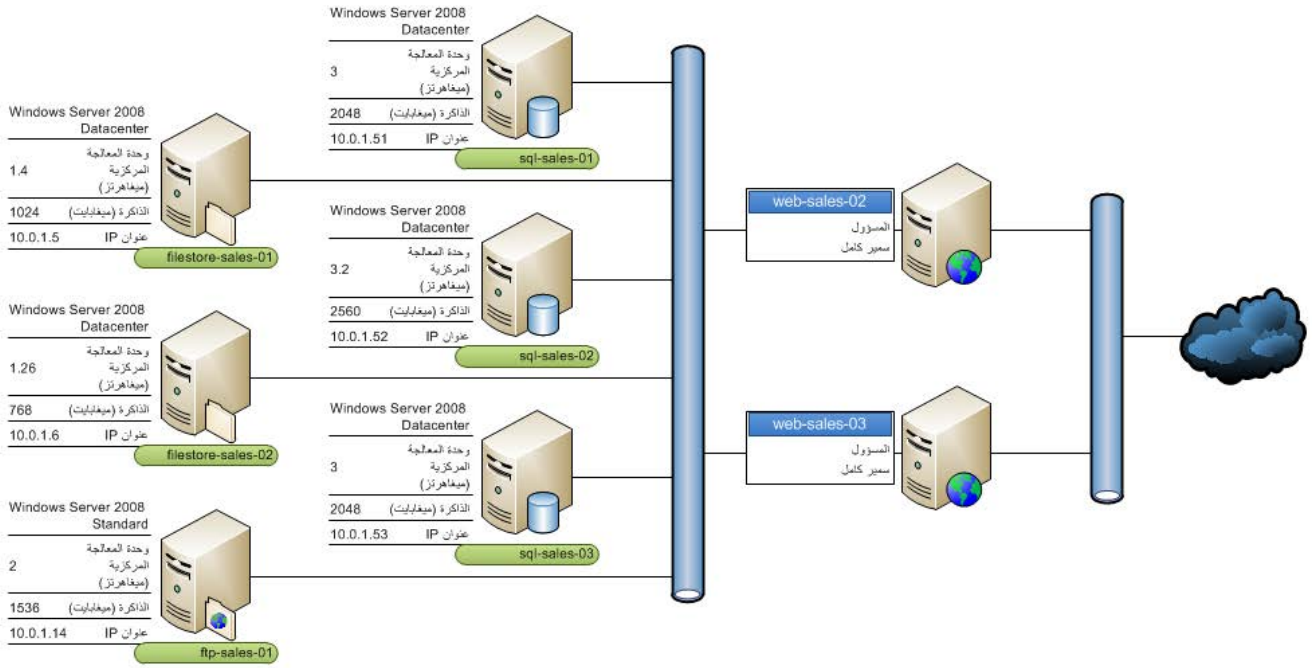 Windows Server 2008
Datacenter
وحدة المعالجة
المركزية
(ميغاهرتز)
3
الذاكرة (ميغابايت)
2048
عنوان IP
10.0.1.51
sql-sales-01
Windows Server 2008
Datacenter
وحدة المعالجة
المركزية
(ميغاهرتز)
1.4
الذاكرة (ميغابايت)
1024
عنوان IP
10.0.1.5
filestore-sales-01
Windows Server 2008
Datacenter
وحدة المعالجة
المركزية
(ميغاهرتز)
3.2
الذاكرة (ميغابايت)
2560
عنوان IP
10.0.1.52
sql-sales-02
Windows Server 2008
Datacenter
وحدة المعالجة
المركزية
(ميغاهرتز)
1.26
الذاكرة (ميغابايت)
768
عنوان IP
10.0.1.6
filestore-sales-02
Windows Server 2008
Datacenter
وحدة المعالجة
المركزية
(ميغاهرتز)
3
الذاكرة (ميغابايت)
2048
عنوان IP
10.0.1.53
sql-sales-03
Windows Server 2008
Standard
وحدة المعالجة
المركزية
(ميغاهرتز)
2
الذاكرة (ميغابايت)
1536
عنوان IP
10.0.1.14
ftp-sales-01
web-sales-02
المسؤول
سمير كامل
web-sales-03
المسؤول
سمير كامل